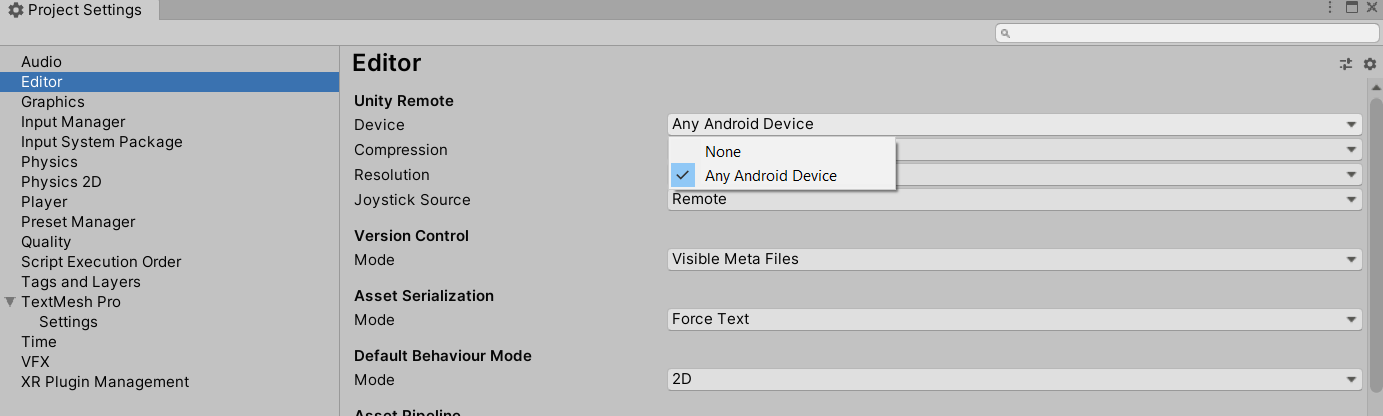 Project Settings
Audio
Editor
Graphics
Input Manager
Input System Package
Physics
Physics 2D
Player
Preset Manager
Quality
Script Execution Order
Tags and Layers
TextMesh Pro
Settings
Time
VFX
XR Plugin Management
Editor
Unity Remote
Device Any Android Device
None
Compression
Any Android Device
Resolution
Joystick Source Remote
Version Control
Mode Visible Meta Files
Asset Serialization
Mode Force Text
Default Behaviour Mode
Mode 2D
Asset Pipeline